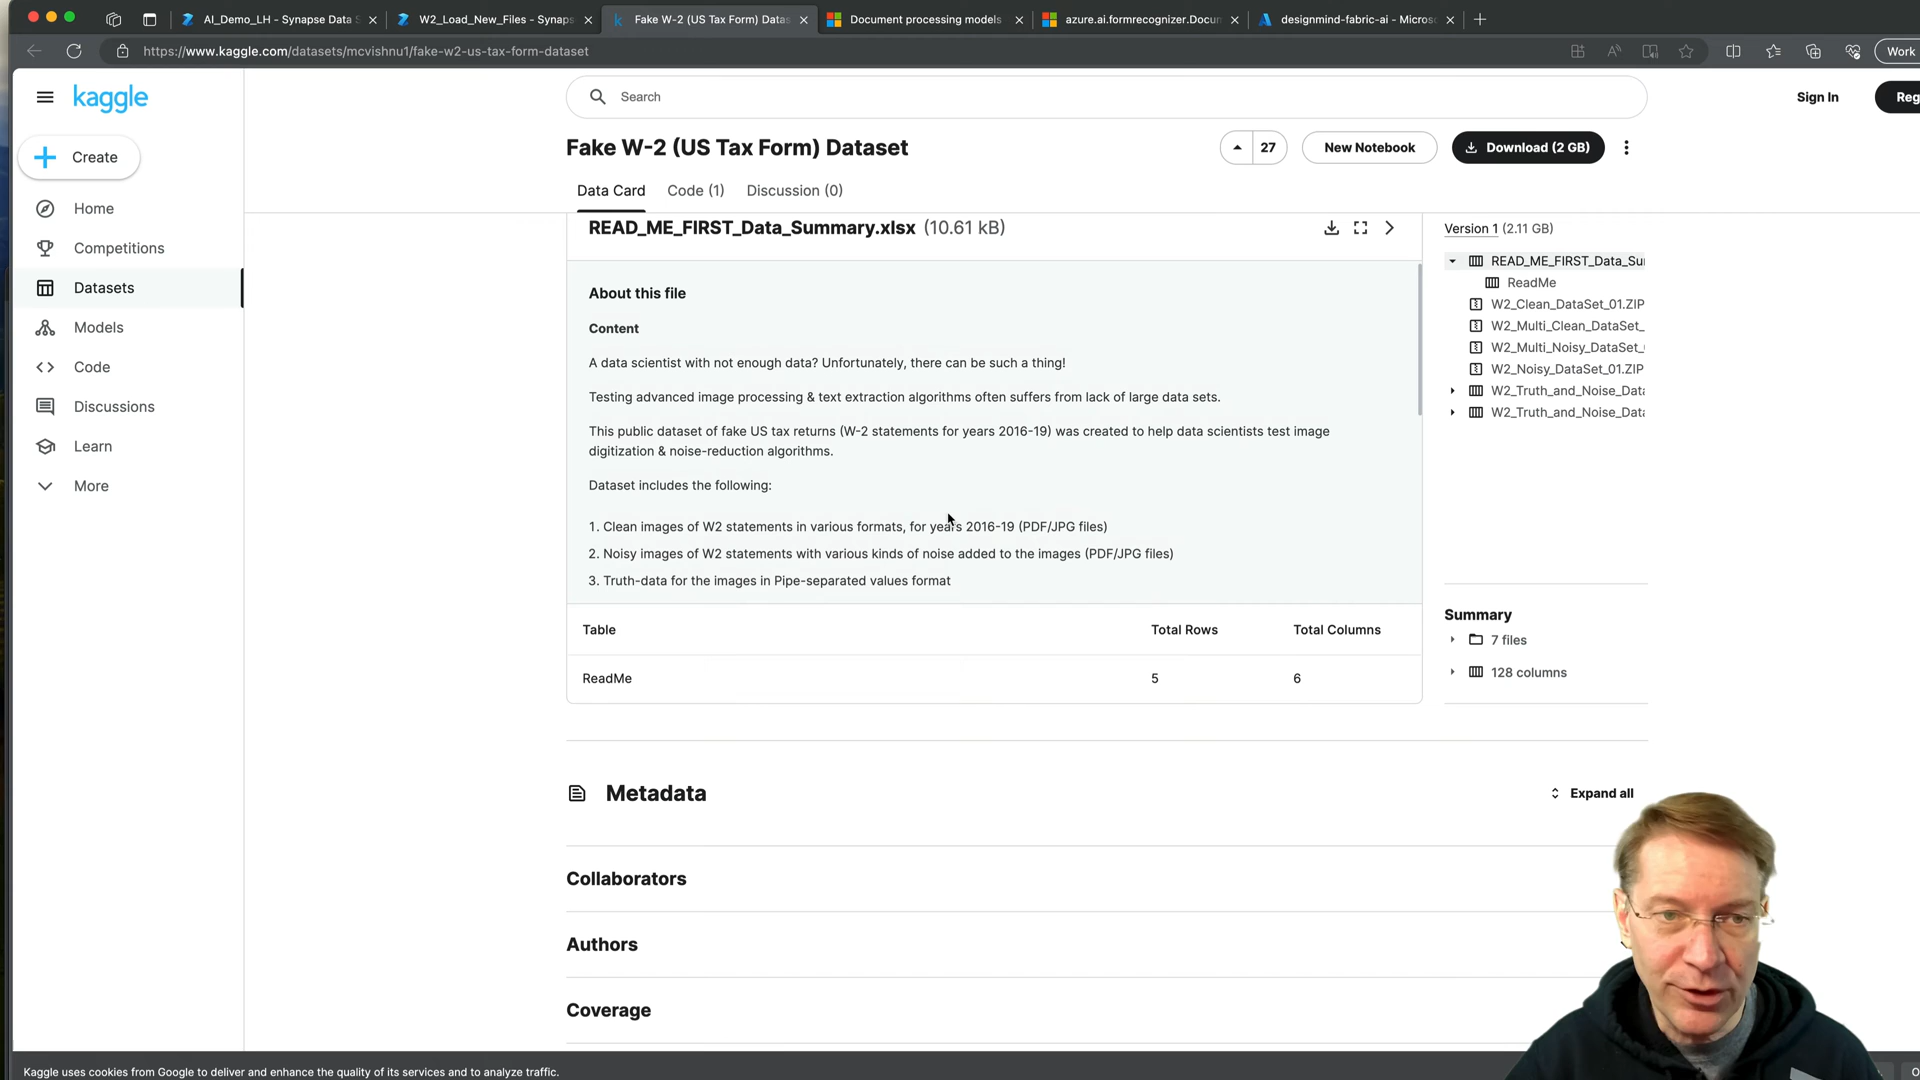 AI_Demo_LH - Synapse Data S
W2_Load_New_Files - Synaps
Fake W-2 (US Tax Form) Datas
Document processing models
azure.ai.formrecognizer.Docum
designmind-fabric-ai - Micros
https://www.kaggle.com/datasets/mcvishnu1/fake-w2-us-tax-form-dataset
Work
kaggle
Search
Sign In
Reg
Create
Fake W-2 (US Tax Form) Dataset
27
New Notebook
Download (2 GB)
Data Card
Code (1)
Discussion (0)
Home
Competitions
Datasets
Models
Code
Discussions
Learn
More
READ_ME_FIRST_Data_Summary.xlsx (10.61 kB)
About this file
Content
A data scientist with not enough data? Unfortunately, there can be such a thing!
Testing advanced image processing & text extraction algorithms often suffers from lack of large data sets.
This public dataset of fake US tax returns (W-2 statements for years 2016-19) was created to help data scientists test image
digitization & noise-reduction algorithms.
Dataset includes the following:
1. Clean images of W2 statements in various formats, for years 2016-19 (PDF/JPG files)
2. Noisy images of W2 statements with various kinds of noise added to the images (PDF/JPG files)
3. Truth-data for the images in Pipe-separated values format
Table
Total Rows
Total Columns
ReadMe
5
6
Version 1 (2.11 GB)
READ_ME_FIRST_Data_Su
ReadMe
W2_Clean_DataSet_01.ZIP
W2_Multi_Clean_DataSet_
W2_Multi_Noisy_DataSet_
W2_Noisy_DataSet_01.ZIP
W2_Truth_and_Noise_Data
W2_Truth_and_Noise_Data
Summary
7 files
128 columns
Metadata
Expand all
Collaborators
Authors
Coverage
Kaggle uses cookies from Google to deliver and enhance the quality of its services and to analyze traffic.